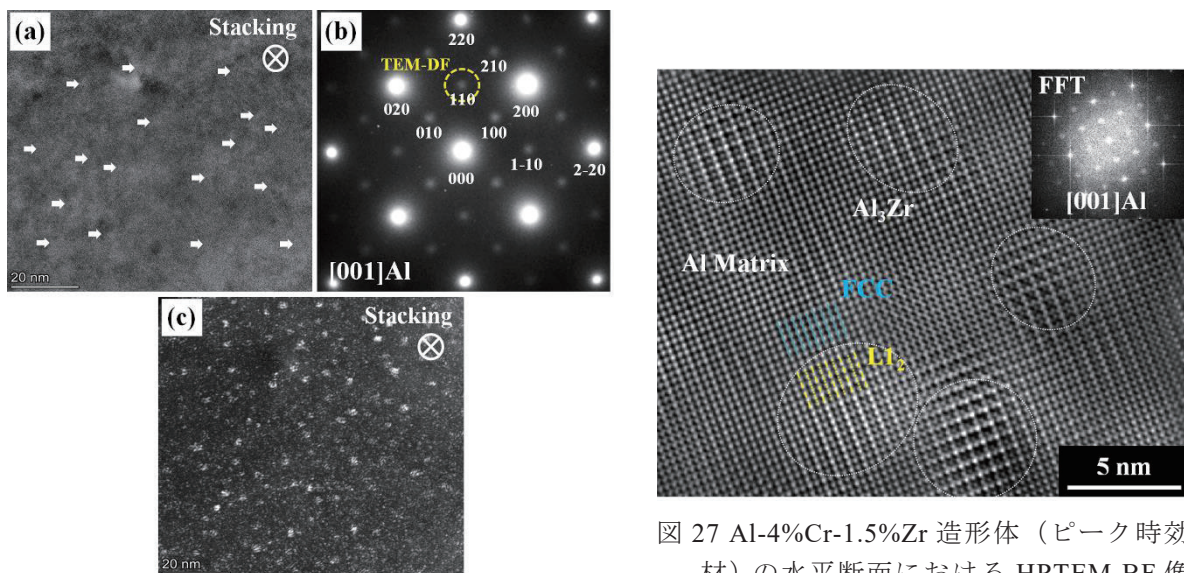 (a)
Stacking
20 nm
(b)
220
TEM-DF
210
110
020
200
010
100
1-10
2-20
000
[001]Al
(c)
Stacking
20 nm
FFT
[001]Al
Al₃Zr
Al Matrix
FCC
L1₂
5 nm
図 27 Al-4%Cr-1.5%Zr 造形体（ピーク時効
材）の水平断面における HRTEM-BF 像